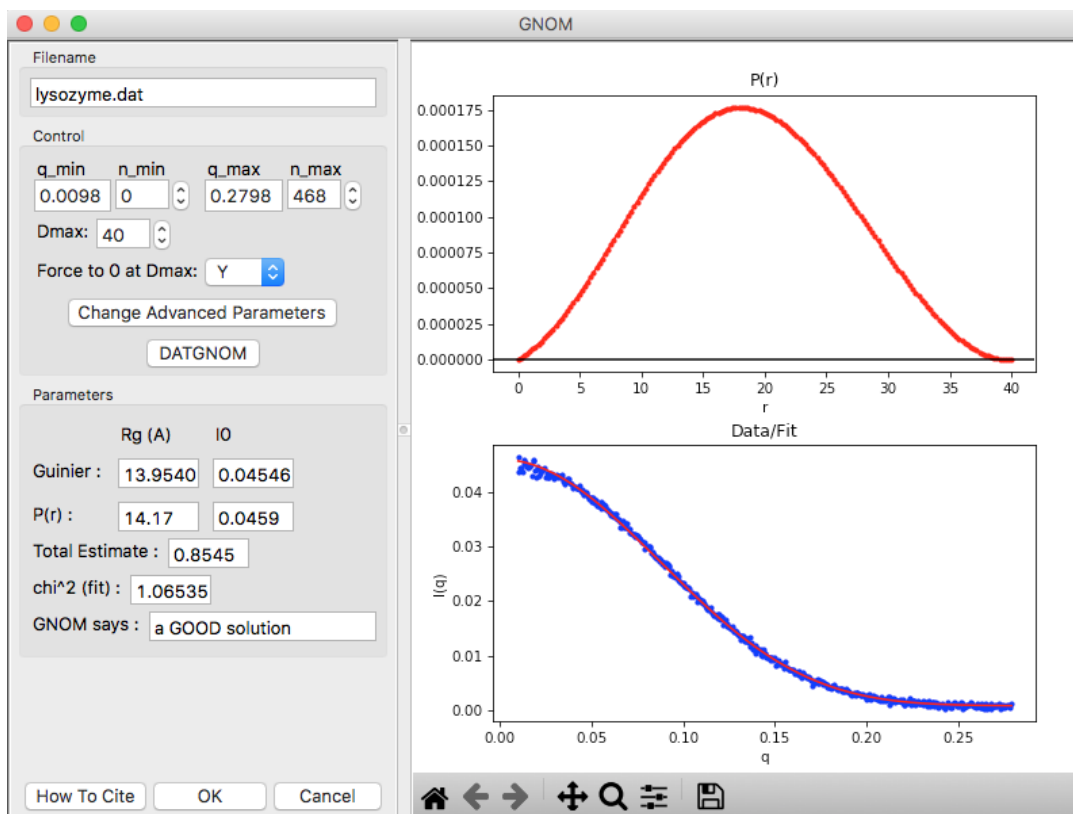 GNOM
Filename
lysozyme.dat
Control
q_min n_min q_max n_max
0.0098 0 0.2798 468
Dmax: 40
Force to 0 at Dmax: Y
Change Advanced Parameters
DATGNOM
Parameters
Rg (A) I0
Guinier : 13.9540 0.04546
P(r) : 14.17 0.0459
Total Estimate : 0.8545
chi^2 (fit) : 1.06535
GNOM says : a GOOD solution
How To Cite OK Cancel
P(r)
0.000175
0.000150
0.000125
0.000100
0.000075
0.000050
0.000025
0.000000
0 5 10 15 20 25 30 35 40
r
Data/Fit
I(q)
0.04
0.03
0.02
0.01
0.00
0.00 0.05 0.10 0.15 0.20 0.25
q